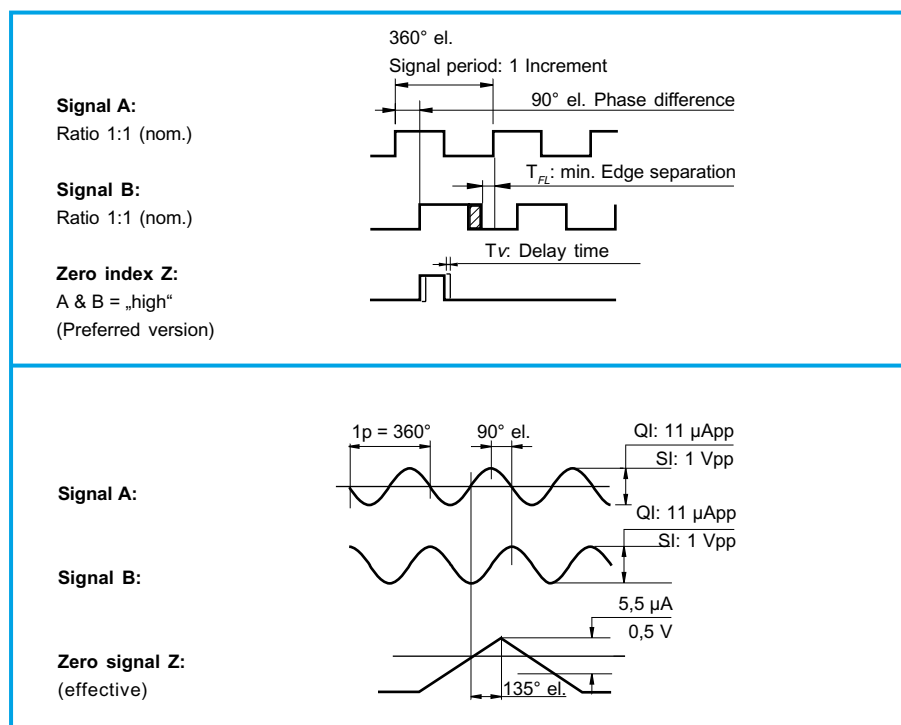 360° el.
Signal period: 1 Increment
90° el. Phase difference
Signal A:
Ratio 1:1 (nom.)
T FL: min. Edge separation
Signal B:
Ratio 1:1 (nom.)
Tv: Delay time
Zero index Z:
A & B = „high“
(Preferred version)
1p = 360°
90° el.
QI: 11 µApp
SI: 1 Vpp
Signal A:
QI: 11 µApp
SI: 1 Vpp
Signal B:
5,5 µA
0,5 V
Zero signal Z:
(effective)
135° el.